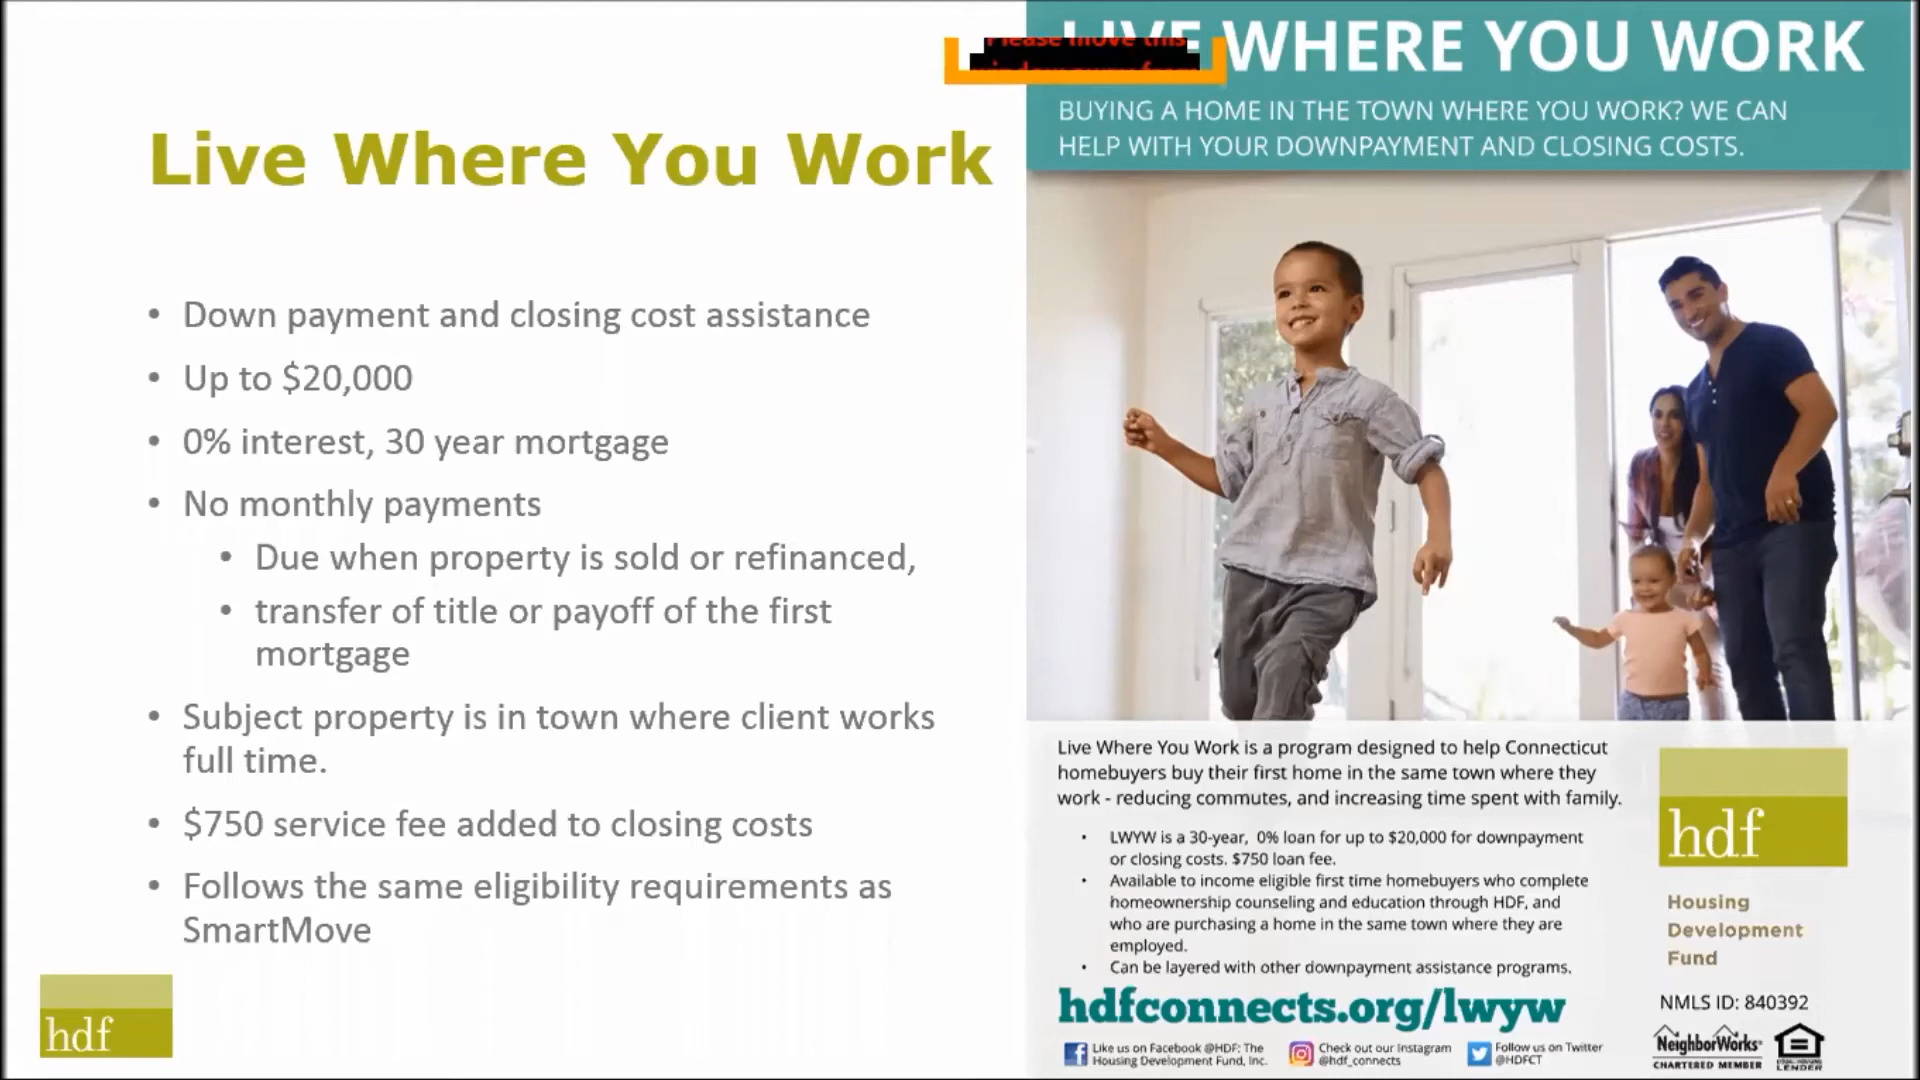 Live Where You Work
• Down payment and closing cost assistance
• Up to $20,000
• 0% interest, 30 year mortgage
• No monthly payments
• Due when property is sold or refinanced,
• transfer of title or payoff of the first
mortgage
• Subject property is in town where client works
full time.
• $750 service fee added to closing costs
• Follows the same eligibility requirements as
SmartMove
hdf
Please move this
LIVE WHERE YOU WORK
BUYING A HOME IN THE TOWN WHERE YOU WORK? WE CAN
HELP WITH YOUR DOWNPAYMENT AND CLOSING COSTS.
Live Where You Work is a program designed to help Connecticut
homebuyers buy their first home in the same town where they
work - reducing commutes, and increasing time spent with family.
• LWYW is a 30-year, 0% loan for up to $20,000 for downpayment
or closing costs. $750 loan fee.
• Available to income eligible first time homebuyers who complete
homeownership counseling and education through HDF, and
who are purchasing a home in the same town where they are
employed.
• Can be layered with other downpayment assistance programs.
hdfconnects.org/lwyw
Like us on Facebook @HDF: The
Housing Development Fund, Inc.
Check out our Instagram
@hdf_connects
Follow us on Twitter
@HDFCT
hdf
Housing
Development
Fund
NMLS ID: 840392
NeighborWorks®
CHARTERED MEMBER
EQUAL HOUSING
LENDER